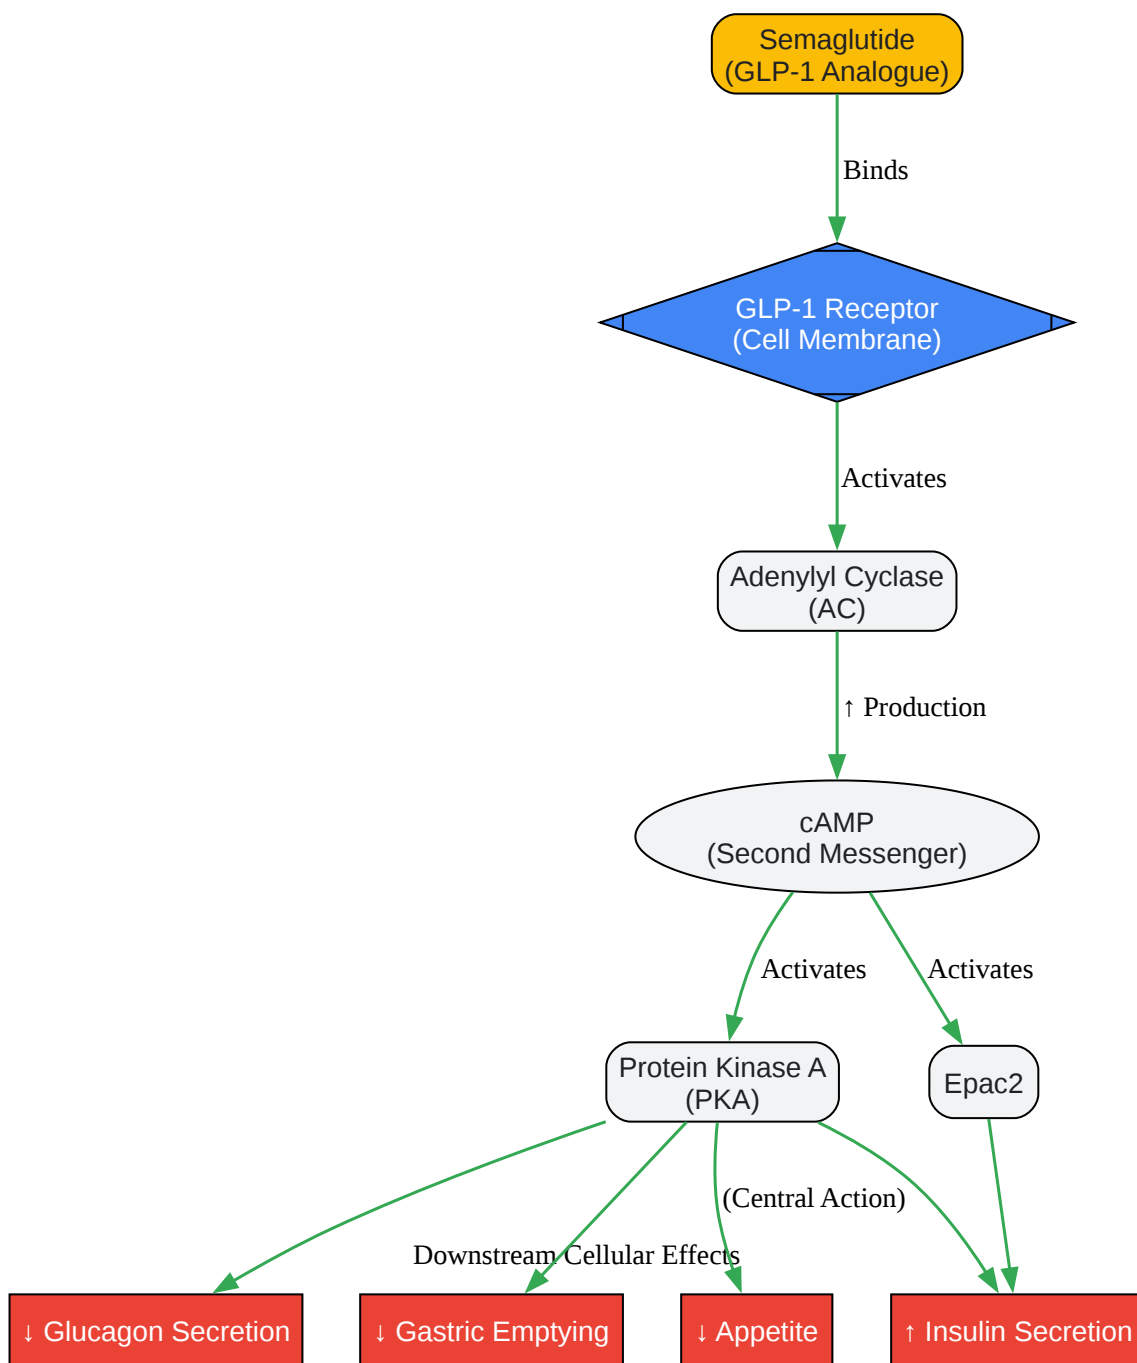 Semaglutide
(GLP-1 Analogue)
Binds
GLP-1 Receptor
(Cell Membrane)
Activates
Adenylyl Cyclase
(AC)
↑ Production
cAMP
(Second Messenger)
Activates
Activates
Protein Kinase A
(PKA)
Epac2
(Central Action)
Downstream Cellular Effects
↓ Glucagon Secretion
↓ Gastric Emptying
↓ Appetite
↑ Insulin Secretion